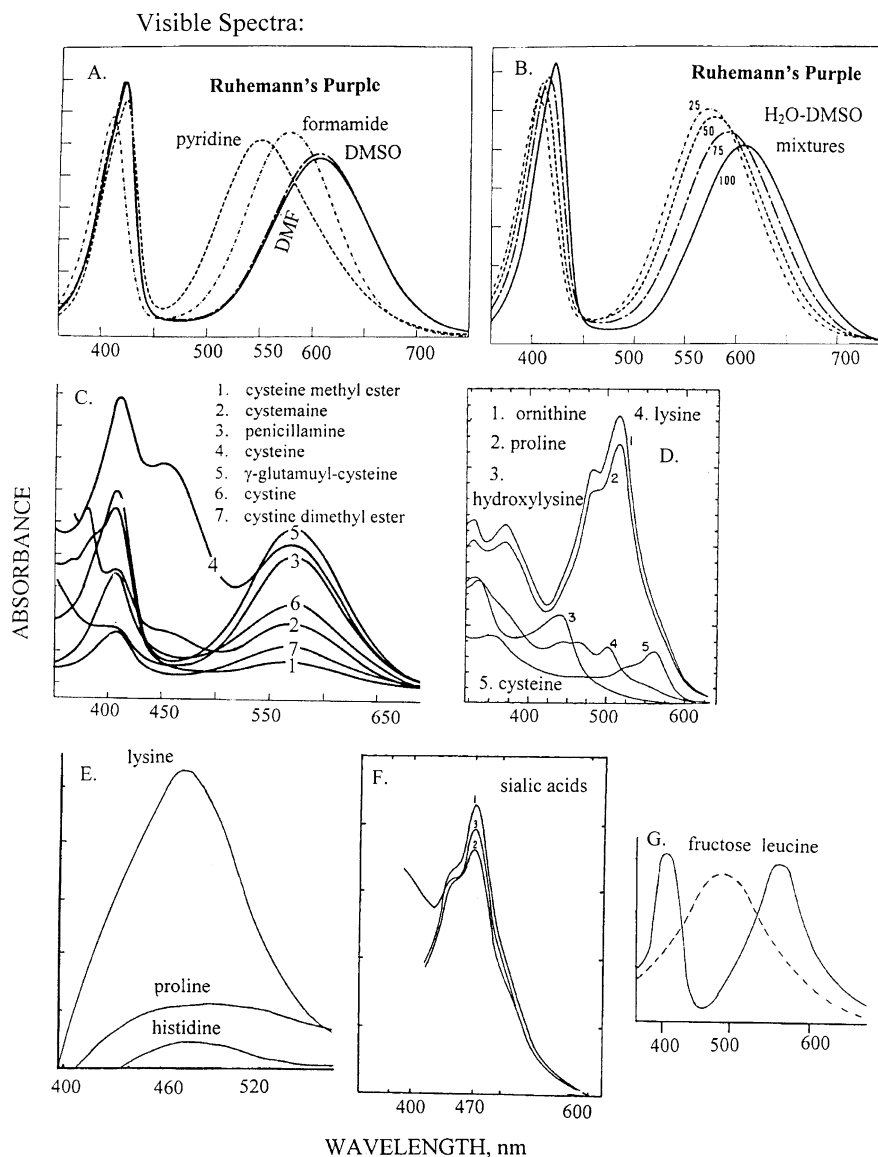 Visible Spectra:
A.
Ruhemann's Purple
pyridine
formamide
DMSO
DMF
400 500 550 600 700
B.
Ruhemann's Purple
H₂O-DMSO
mixtures
25
50
75
100
400 500 600 700
C.
1. cysteine methyl ester
2. cystemaine
3. penicillamine
4. cysteine
5. γ-glutamuyl-cysteine
6. cystine
7. cystine dimethyl ester
4
5
3
6
2
7
1
400 450 550 650
D.
1. ornithine
2. proline
3.
hydroxylysine
4. lysine
5. cysteine
1
2
3
4
5
400 500 600
ABSORBANCE
E.
lysine
proline
histidine
400 460 520
F.
sialic acids
1
3
2
400 470 600
G.
fructose leucine
400 500 600
WAVELENGTH, nm